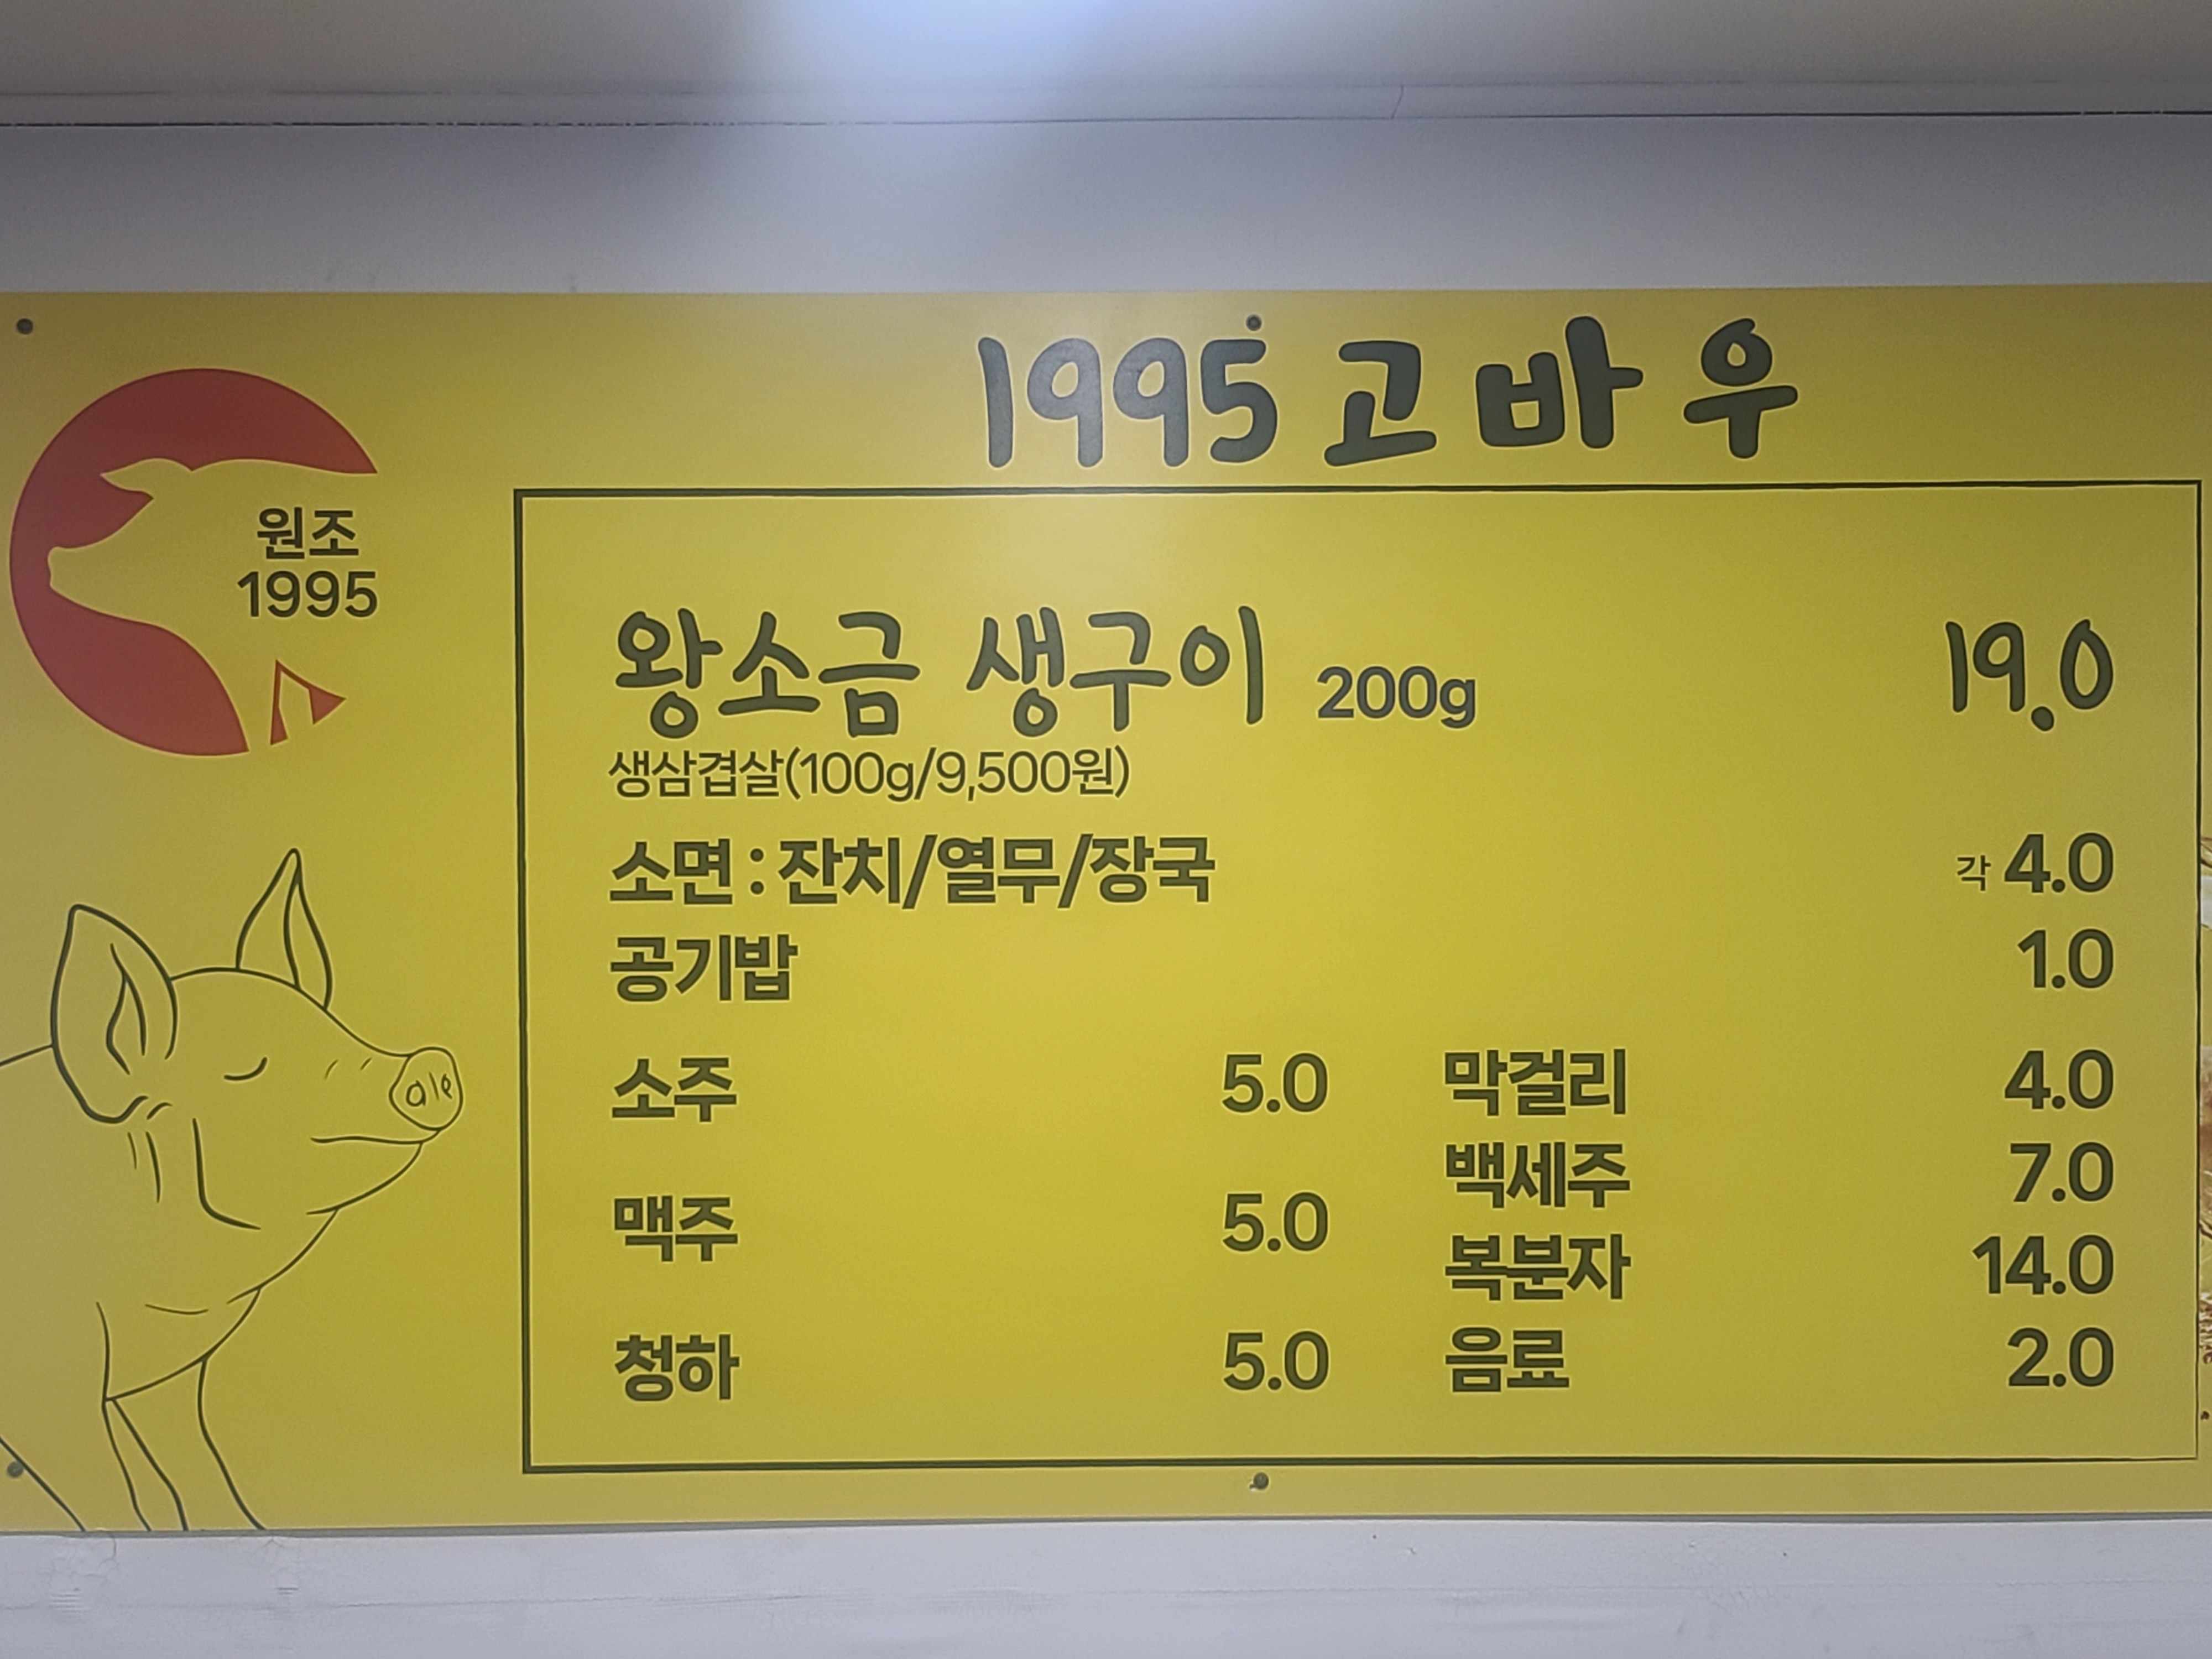 1995 고바우
원조
1995
왕소금 생구이 200g 19.0
생삼겹살(100g/9,500원)
소면 : 잔치/열무/장국 각 4.0
공기밥 1.0
소주 5.0
맥주 5.0
청하 5.0
막걸리 4.0
백세주 7.0
복분자 14.0
음료 2.0